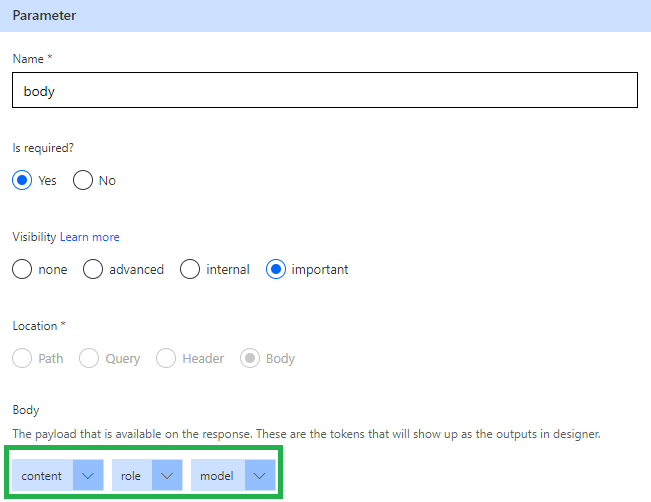 Parameter
Name *
body
Is required?
Yes No
Visibility Learn more
none advanced internal important
Location *
Path Query Header Body
Body
The payload that is available on the response. These are the tokens that will show up as the outputs in designer.
content role model